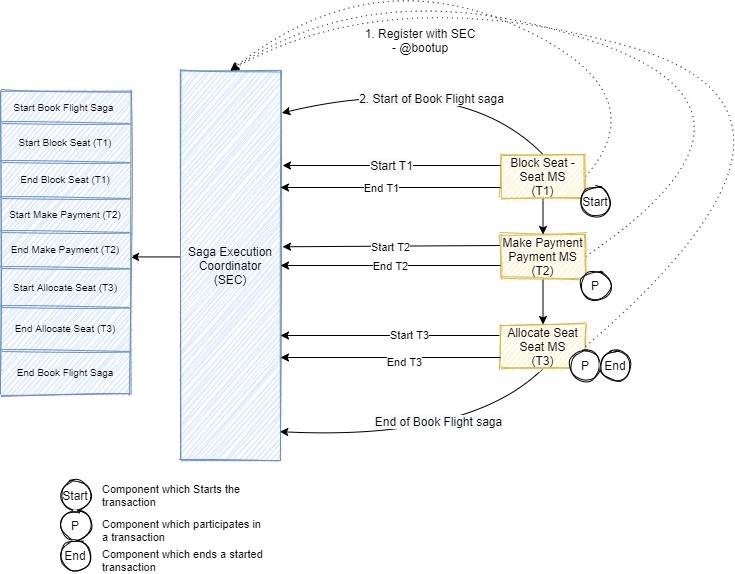 1. Register with SEC
- @bootup
2. Start of Book Flight saga
Start Book Flight Saga
Start Block Seat (T1)
End Block Seat (T1)
Start Make Payment (T2)
End Make Payment (T2)
Start Allocate Seat (T3)
End Allocate Seat (T3)
End Book Flight Saga
Saga Execution
Coordinator
(SEC)
Start T1
End T1
Block Seat -
Seat MS
(T1)
Start
Start T2
End T2
Make Payment
Payment MS
(T2)
P
Start T3
End T3
Allocate Seat
Seat MS
(T3)
P
End
End of Book Flight saga
Start
Component which Starts the
transaction
P
Component which participates in
a transaction
End
Component which ends a started
transaction